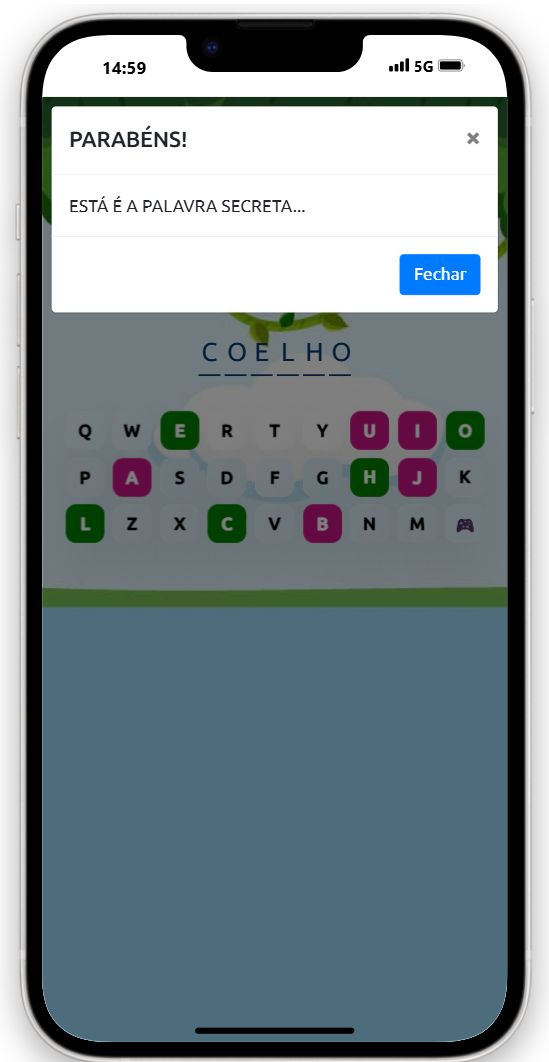 14:59 5G
PARABÉNS! ×
ESTÁ É A PALAVRA SECRETA...
Fechar
C O E L H O
Q W E R T Y U I O
P A S D F G H J K
L Z X C V B N M